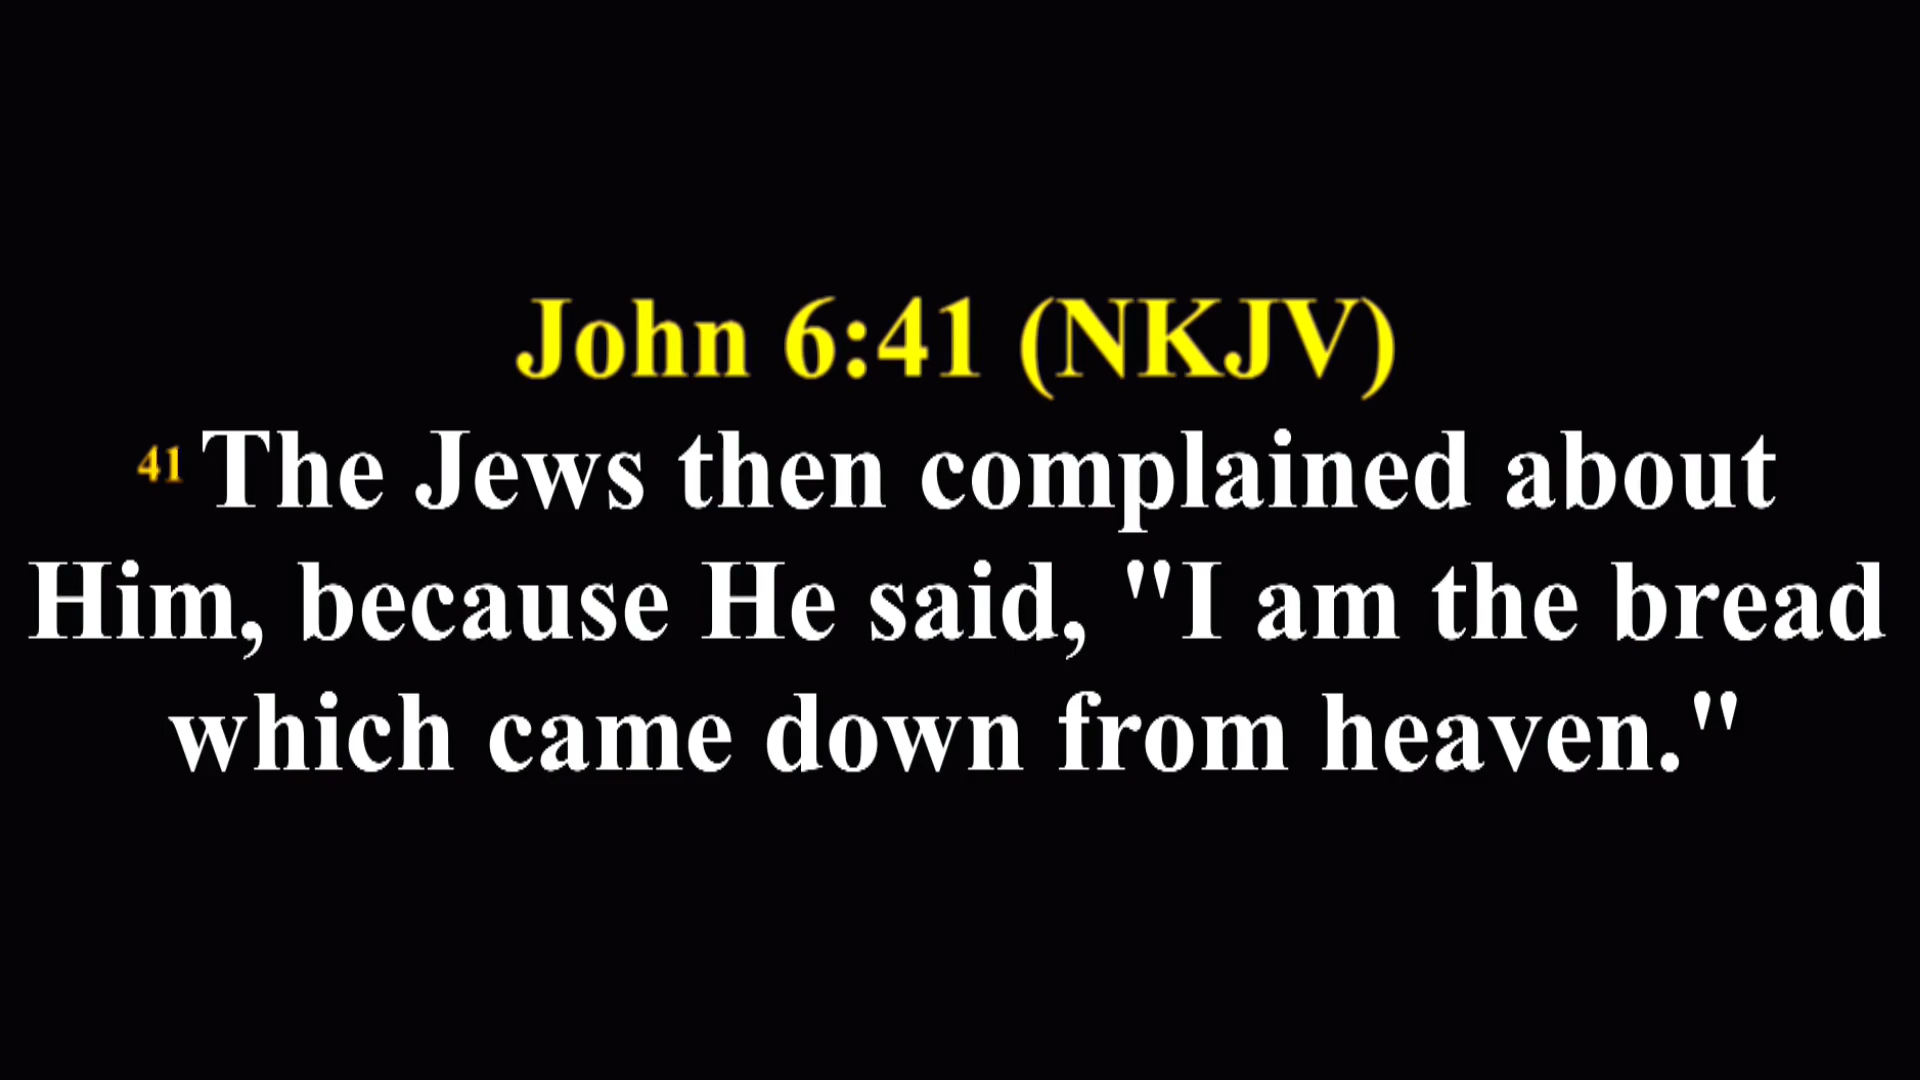 John 6:41 (NKJV)
41 The Jews then complained about
Him, because He said, "I am the bread
which came down from heaven."